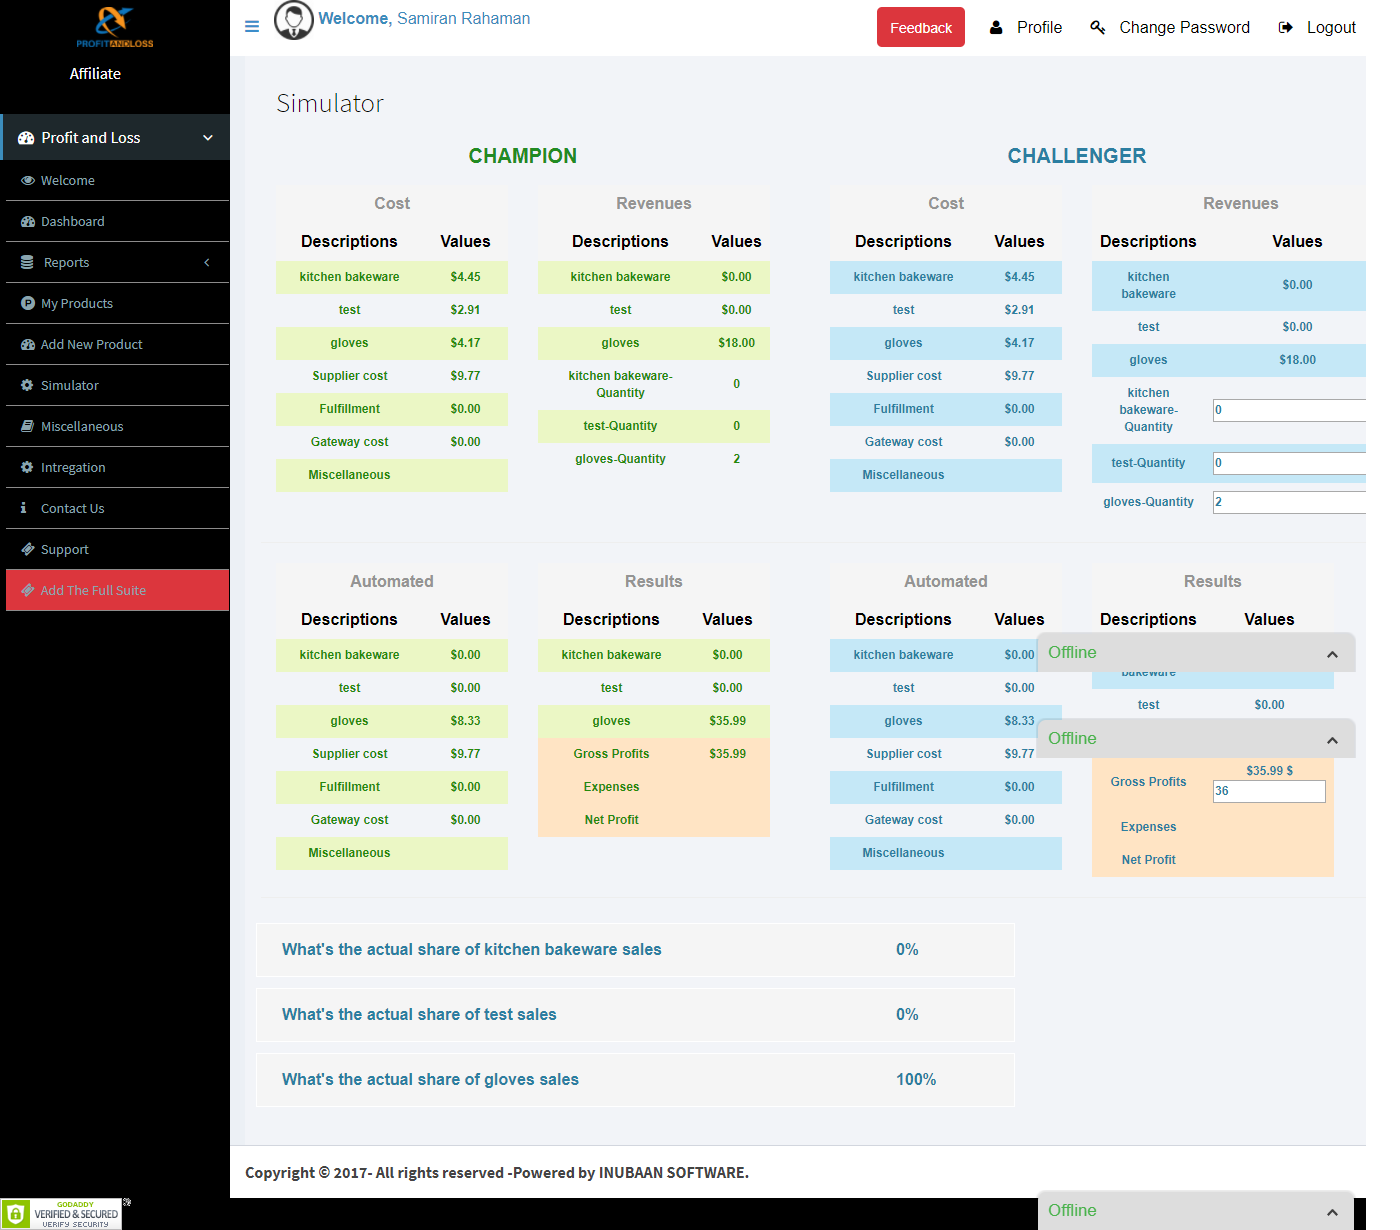 PROFITANDLOSS
Affiliate
Profit and Loss
Welcome
Dashboard
Reports
My Products
Add New Product
Simulator
Miscellaneous
Intregation
Contact Us
Support
Add The Full Suite
Welcome, Samiran Rahaman
Feedback
Profile
Change Password
Logout
Simulator
CHAMPION
Cost
Descriptions Values
kitchen bakeware $4.45
test $2.91
gloves $4.17
Supplier cost $9.77
Fulfillment $0.00
Gateway cost $0.00
Miscellaneous
Revenues
Descriptions Values
kitchen bakeware $0.00
test $0.00
gloves $18.00
kitchen bakeware-
Quantity 0
test-Quantity 0
gloves-Quantity 2
CHALLENGER
Cost
Descriptions Values
kitchen bakeware $4.45
test $2.91
gloves $4.17
Supplier cost $9.77
Fulfillment $0.00
Gateway cost $0.00
Miscellaneous
Revenues
Descriptions Values
kitchen
bakeware $0.00
test $0.00
gloves $18.00
kitchen
bakeware- 0
Quantity
test-Quantity 0
gloves-Quantity 2
Automated
Descriptions Values
kitchen bakeware $0.00
test $0.00
gloves $8.33
Supplier cost $9.77
Fulfillment $0.00
Gateway cost $0.00
Miscellaneous
Results
Descriptions Values
kitchen bakeware $0.00
test $0.00
gloves $35.99
Gross Profits $35.99
Expenses
Net Profit
Automated
Descriptions Values
kitchen bakeware $0.00
test $0.00
gloves $8.33
Supplier cost $9.77
Fulfillment $0.00
Gateway cost $0.00
Miscellaneous
Results
Descriptions Values
Offline
bakeware
test $0.00
Offline
Gross Profits $35.99 $
36
Expenses
Net Profit
What's the actual share of kitchen bakeware sales 0%
What's the actual share of test sales 0%
What's the actual share of gloves sales 100%
Copyright © 2017- All rights reserved -Powered by INUBAAN SOFTWARE.
GODADDY
VERIFIED & SECURED
VERIFY SECURITY
Offline